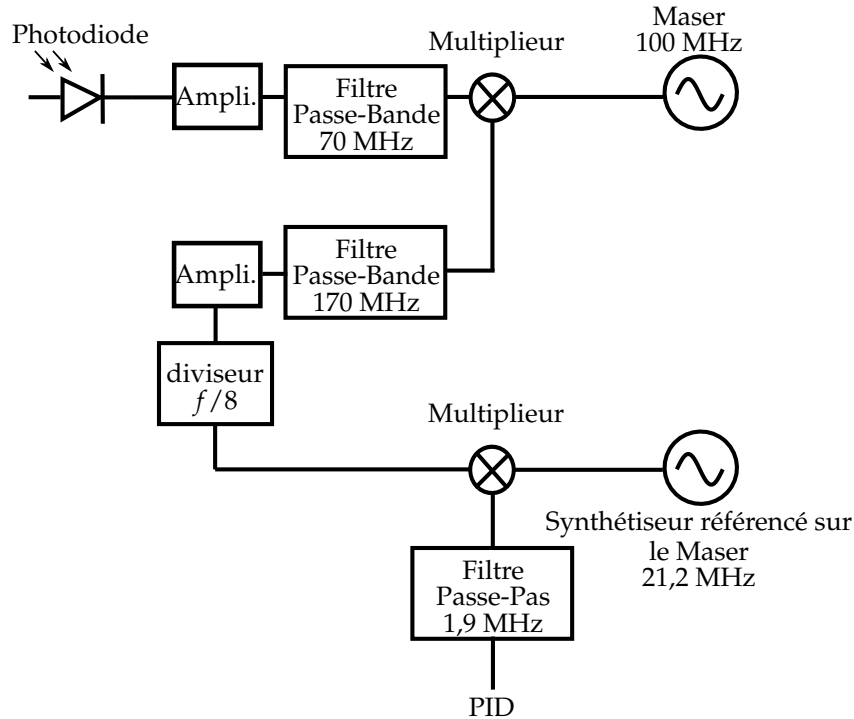 Photodiode
Ampli.
Filtre
Passe-Bande
70 MHz
Multiplieur
Maser
100 MHz
Ampli.
Filtre
Passe-Bande
170 MHz
diviseur
f/8
Multiplieur
Synthétiseur référencé sur
le Maser
21,2 MHz
Filtre
Passe-Pas
1,9 MHz
PID